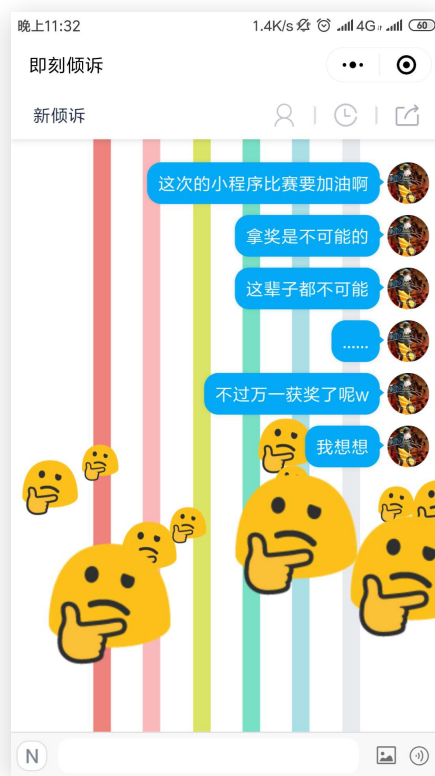 晚上11:32
1.4K/s
4G
60
即刻倾诉
新倾诉
这次的小程序比赛要加油啊
拿奖是不可能的
这辈子都不可能
......
不过万一获奖了呢w
我想想
N